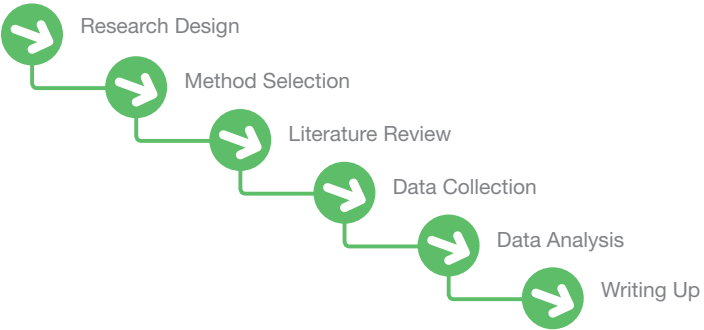 Research Design
Method Selection
Literature Review
Data Collection
Data Analysis
Writing Up